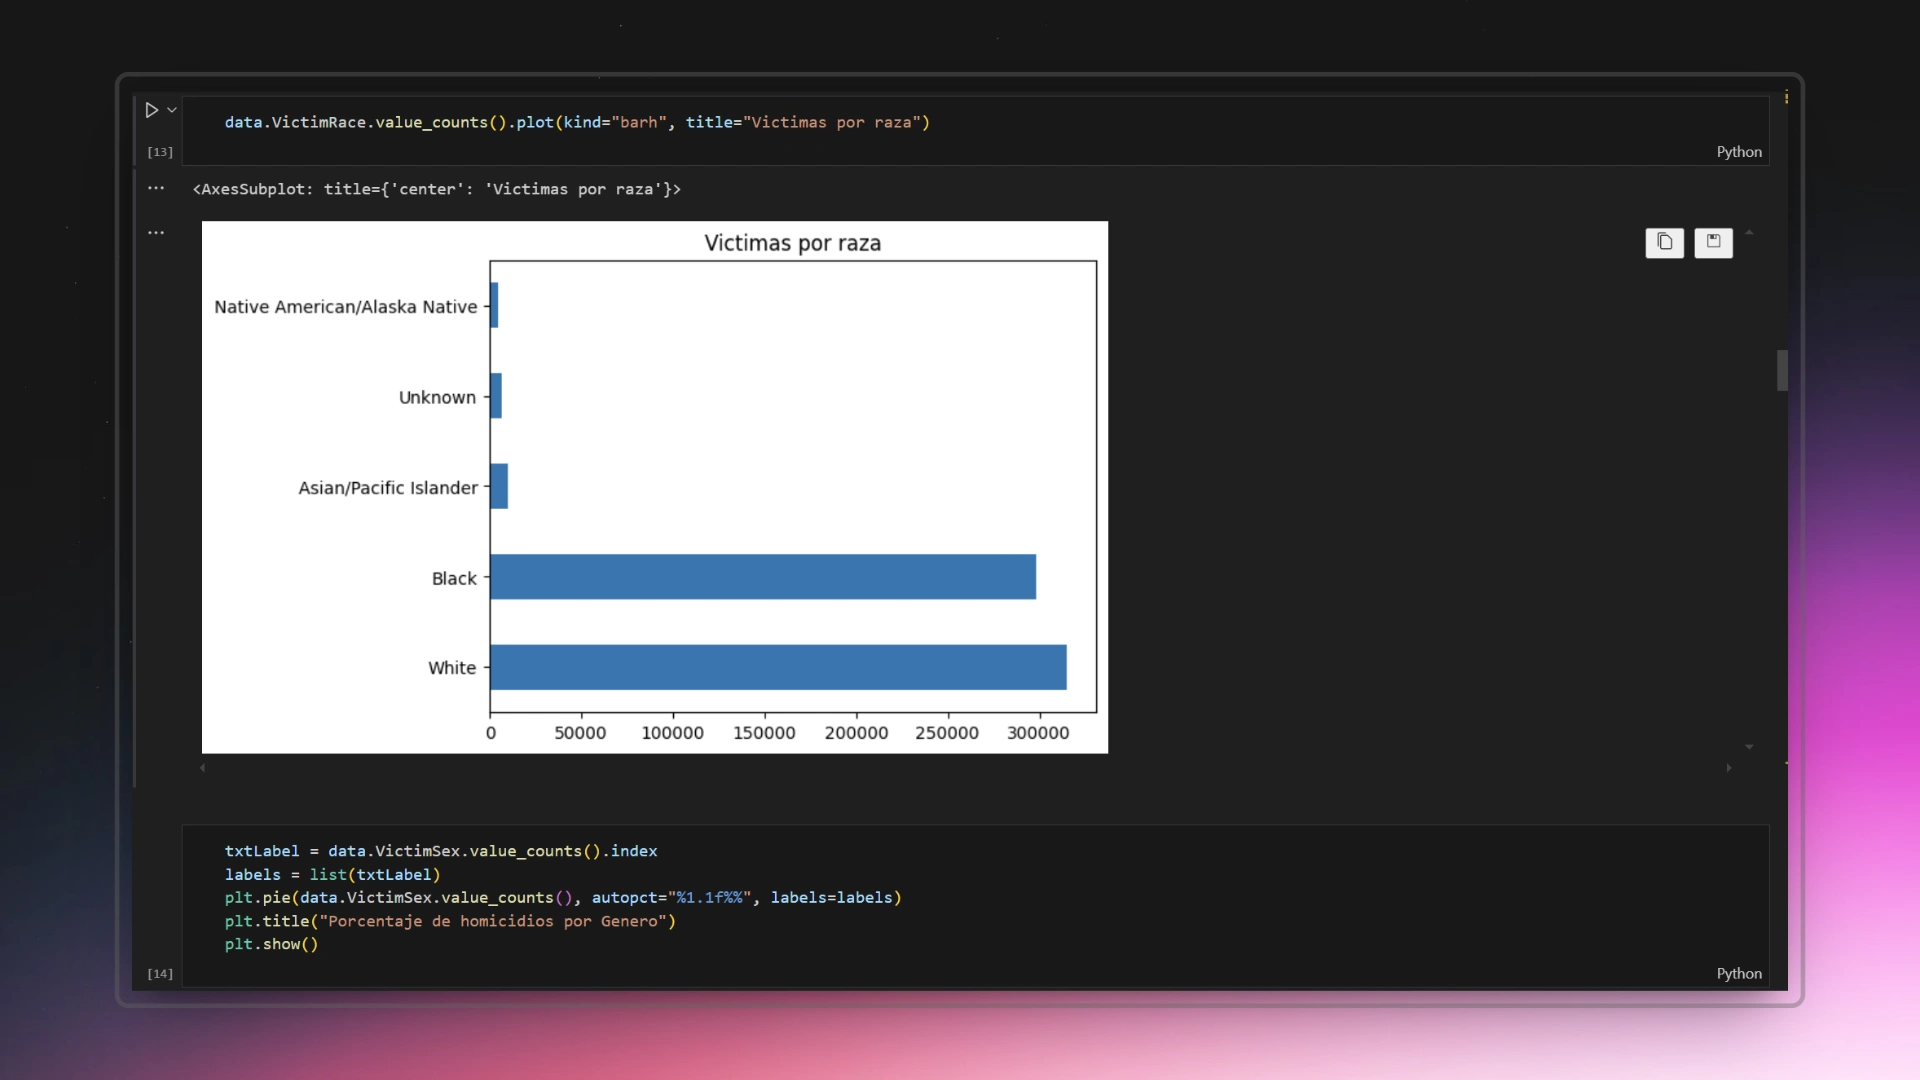 data.VictimRace.value_counts().plot(kind="barh", title="Victimas por raza")
[13]
Python
<AxesSubplot: title={'center': 'Victimas por raza'}>
Victimas por raza
Native American/Alaska Native
Unknown
Asian/Pacific Islander
Black
White
0 50000 100000 150000 200000 250000 300000
txtLabel = data.VictimSex.value_counts().index
labels = list(txtLabel)
plt.pie(data.VictimSex.value_counts(), autopct="%1.1f%%", labels=labels)
plt.title("Porcentaje de homicidios por Genero")
plt.show()
[14]
Python